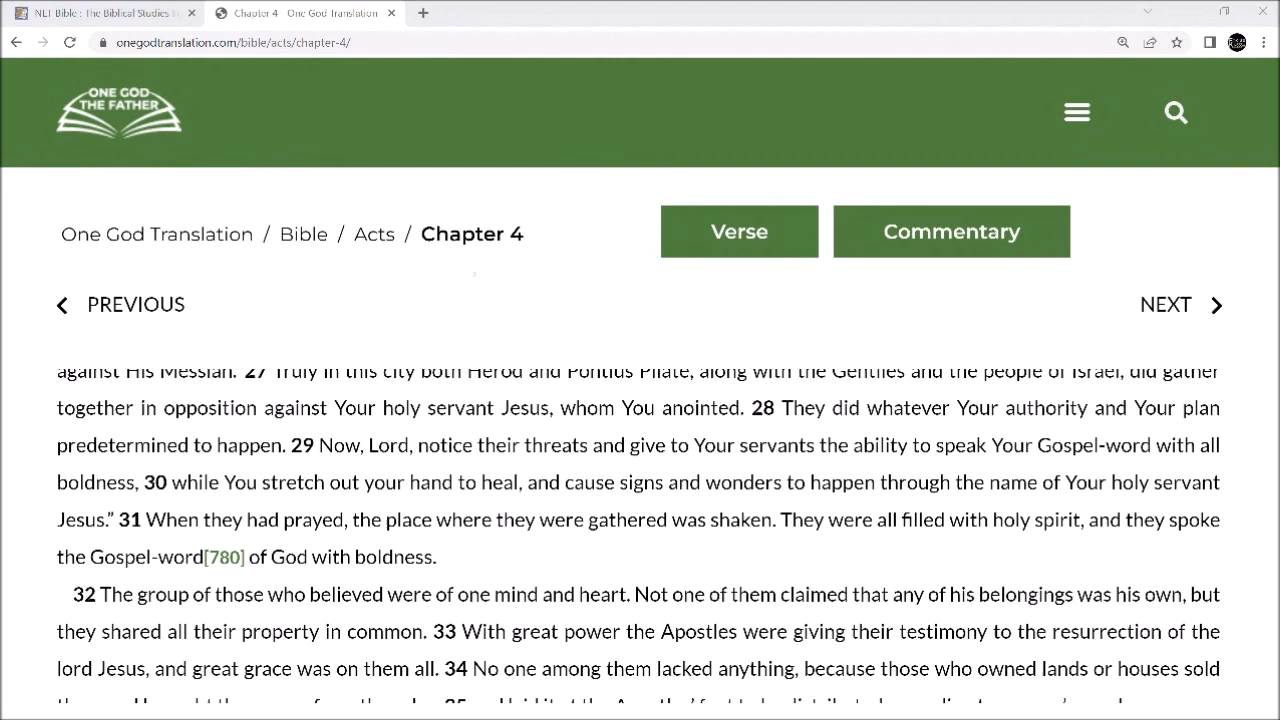 NLT Bible : The Biblical Studies
Chapter 4 - One God Translation
onegodtranslation.com/bible/acts/chapter-4/
ONE GOD
THE FATHER
One God Translation / Bible / Acts / Chapter 4
Verse
Commentary
PREVIOUS
NEXT
against His Messiah. 27 Truly in this city both Herod and Pontius Pilate, along with the Gentiles and the people of Israel, did gather
together in opposition against Your holy servant Jesus, whom You anointed. 28 They did whatever Your authority and Your plan
predetermined to happen. 29 Now, Lord, notice their threats and give to Your servants the ability to speak Your Gospel-word with all
boldness, 30 while You stretch out your hand to heal, and cause signs and wonders to happen through the name of Your holy servant
Jesus.” 31 When they had prayed, the place where they were gathered was shaken. They were all filled with holy spirit, and they spoke
the Gospel-word[780] of God with boldness.
32 The group of those who believed were of one mind and heart. Not one of them claimed that any of his belongings was his own, but
they shared all their property in common. 33 With great power the Apostles were giving their testimony to the resurrection of the
lord Jesus, and great grace was on them all. 34 No one among them lacked anything, because those who owned lands or houses sold